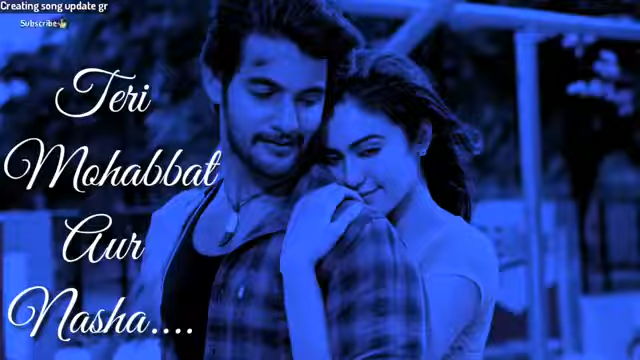 Creating song update gr
Subscribe👆
Teri
Mohabbat
Aur
Nasha....